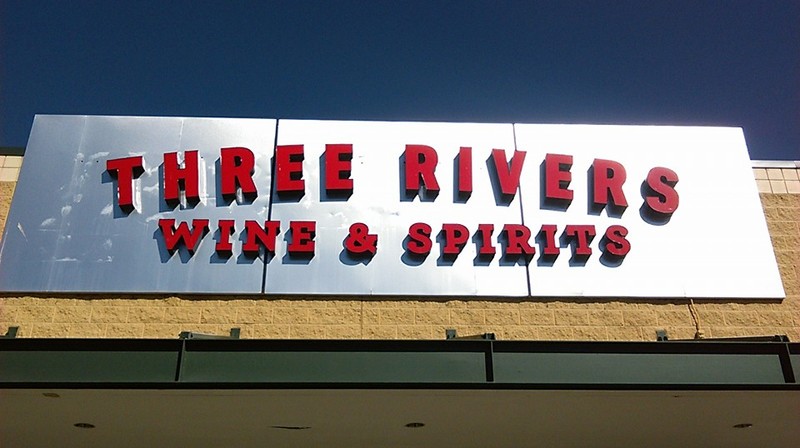 THREE RIVERS
WINE & SPIRITS